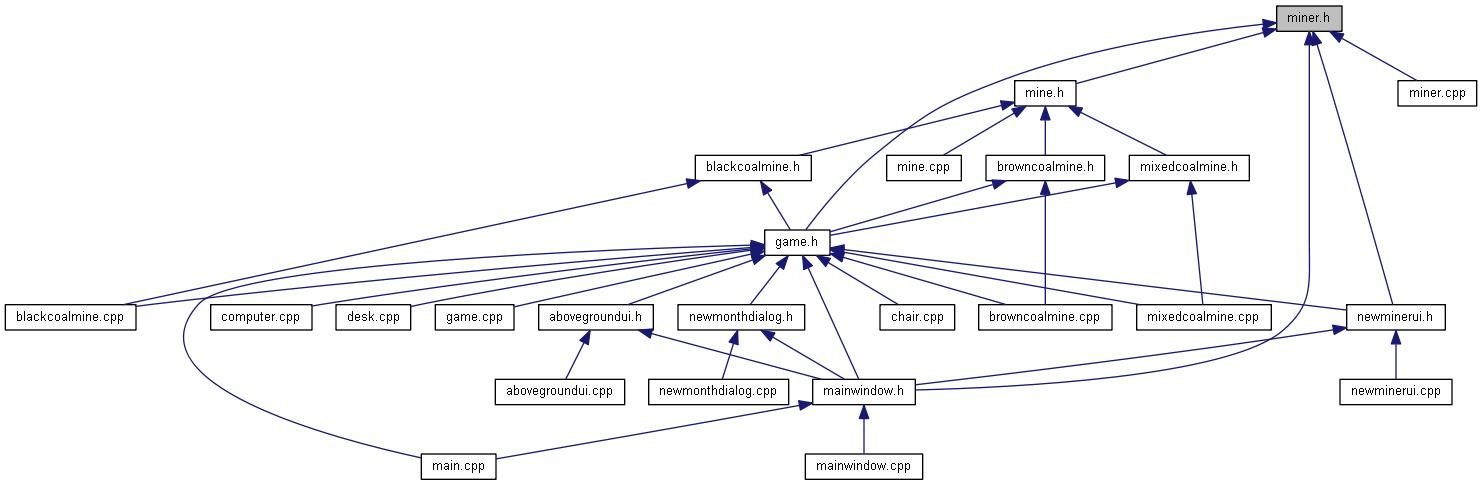 miner.h
mine.h
miner.cpp
blackcoalmine.h
mine.cpp
browncoalmine.h
mixedcoalmine.h
game.h
blackcoalmine.cpp
computer.cpp
desk.cpp
game.cpp
abovegroundui.h
newmonthdialog.h
chair.cpp
browncoalmine.cpp
mixedcoalmine.cpp
newminerui.h
abovegroundui.cpp
newmonthdialog.cpp
mainwindow.h
newminerui.cpp
main.cpp
mainwindow.cpp